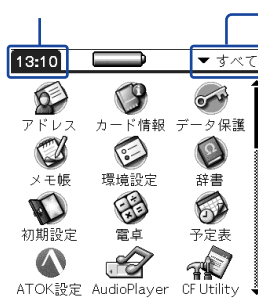 13:10 ▼ すべて
アドレス カード情報 データ保護
メモ帳 環境設定 辞書
初期設定 電卓 予定表
ATOK設定 AudioPlayer CF Utility